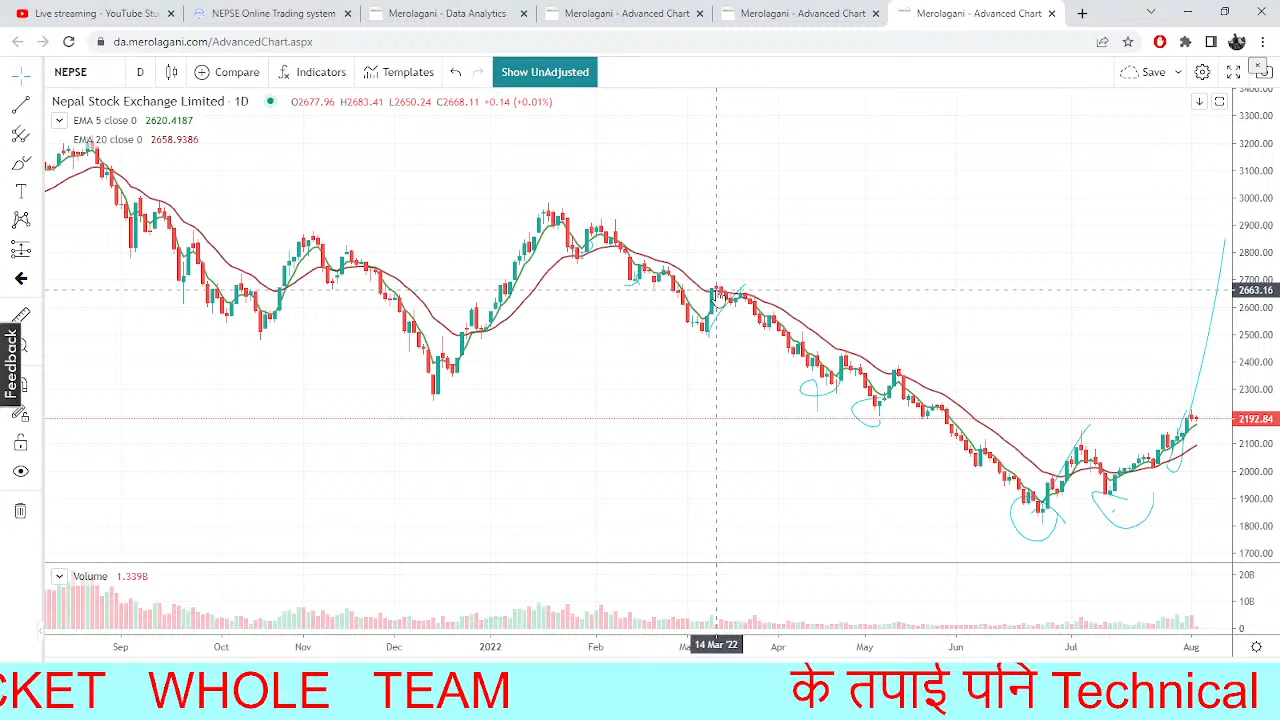 Live streaming - YouTube Stu
NEPSE Online Trading system
Merolagani - Data Analytics
Merolagani - Advanced Chart
Merolagani - Advanced Chart
Merolagani - Advanced Chart
da.merolagani.com/AdvancedChart.aspx
NEPSE D Compare Indicators Templates Show UnAdjusted Save
Nepal Stock Exchange Limited · 1D O2677.96 H2683.41 L2650.24 C2668.11 +0.14 (+0.01%)
EMA 5 close 0 2620.4187
EMA 20 close 0 2658.9386
3400.00
3300.00
3200.00
3100.00
3000.00
2900.00
2800.00
2700.00
2663.16
2600.00
2500.00
2400.00
2300.00
2192.84
2100.00
2000.00
1900.00
1800.00
1700.00
Feedback
Volume 1.339B
20B
10B
0
Sep Oct Nov Dec 2022 Feb 14 Mar '22 Apr May Jun Jul Aug
CKET WHOLE TEAM के तपाई पनि Technical